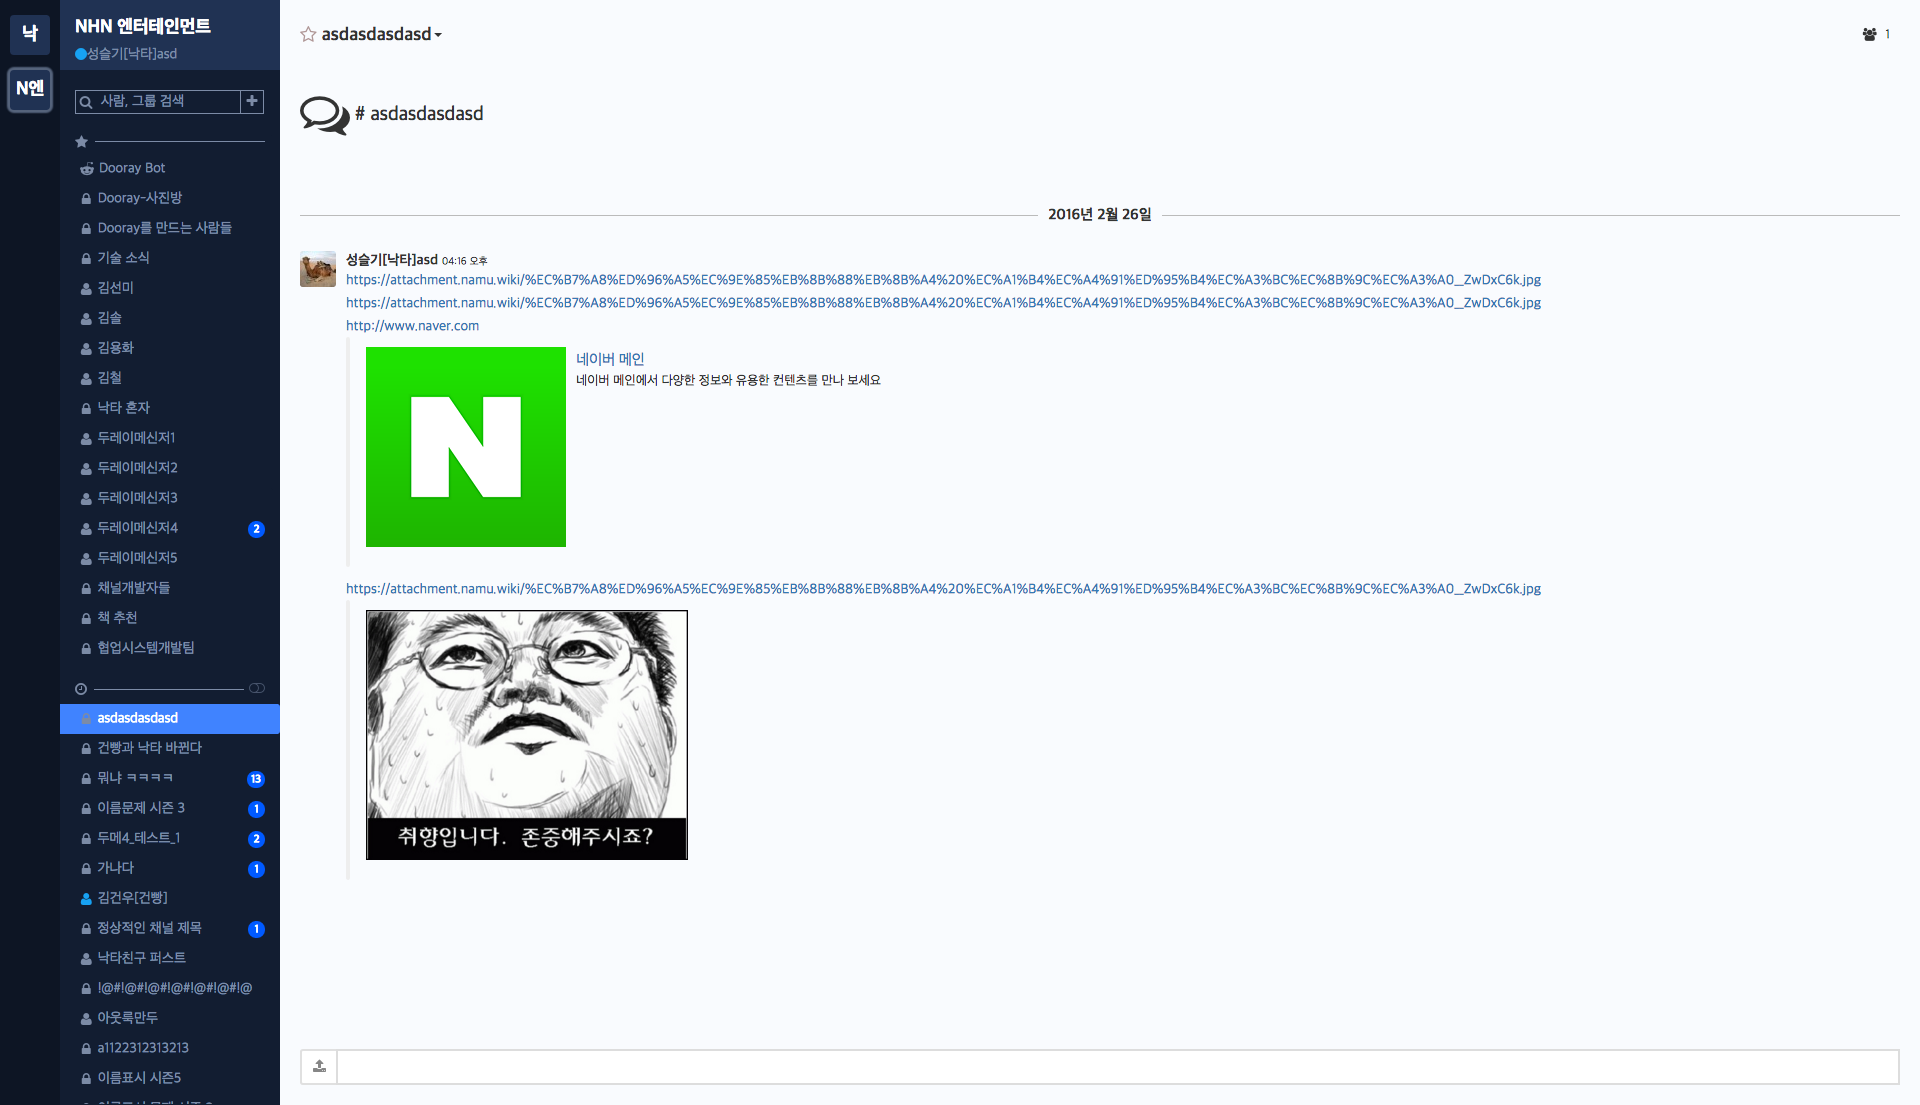 낙
N엔
NHN 엔터테인먼트
성슬기[낙타]asd
사람, 그룹 검색
Dooray Bot
Dooray-사진방
Dooray를 만드는 사람들
기술 소식
김선미
김솔
김용화
김철
낙타 혼자
두레이메신저1
두레이메신저2
두레이메신저3
두레이메신저4 2
두레이메신저5
채널개발자들
책 추천
협업시스템개발팀
asdasdasdasd
건빵과 낙타 바뀐다
뭐냐 ㅋㅋㅋㅋ 13
이름문제 시즌 3 1
두메4_테스트_1 2
가나다 1
김건우[건빵]
정상적인 채널 제목 1
낙타친구 퍼스트
!@#!@#!@#!@#!@#!@#!@
아웃룩만두
a1122312313213
이름표시 시즌5
asdasdasdasd
1
# asdasdasdasd
2016년 2월 26일
성슬기[낙타]asd 04:16 오후
https://attachment.namu.wiki/%EC%B7%A8%ED%96%A5%EC%9E%85%EB%8B%88%EB%8B%A4%20%EC%A1%B4%EC%A4%91%ED%95%B4%EC%A3%BC%EC%8B%9C%EC%A3%A0_ZwDxC6k.jpg
https://attachment.namu.wiki/%EC%B7%A8%ED%96%A5%EC%9E%85%EB%8B%88%EB%8B%A4%20%EC%A1%B4%EC%A4%91%ED%95%B4%EC%A3%BC%EC%8B%9C%EC%A3%A0_ZwDxC6k.jpg
http://www.naver.com
N
네이버 메인
네이버 메인에서 다양한 정보와 유용한 컨텐츠를 만나 보세요
https://attachment.namu.wiki/%EC%B7%A8%ED%96%A5%EC%9E%85%EB%8B%88%EB%8B%A4%20%EC%A1%B4%EC%A4%91%ED%95%B4%EC%A3%BC%EC%8B%9C%EC%A3%A0_ZwDxC6k.jpg
취향입니다. 존중해주시죠?